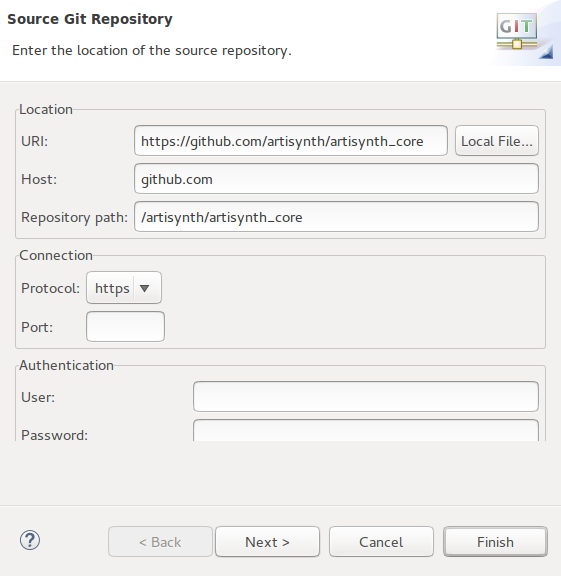 Source Git Repository
Enter the location of the source repository.
GIT
Location
URI: https://github.com/artisynth/artisynth_core Local File...
Host: github.com
Repository path: /artisynth/artisynth_core
Connection
Protocol: https
Port:
Authentication
User:
Password:
? < Back Next > Cancel Finish